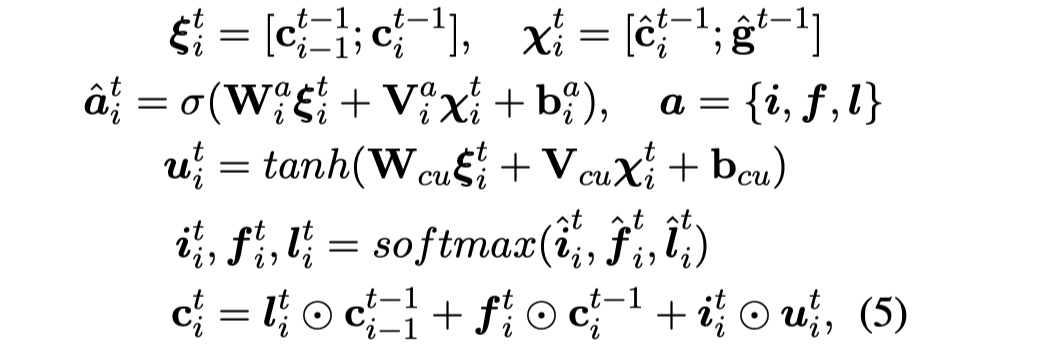 $\boldsymbol{\xi}_i^t = [\mathbf{c}_{i-1}^{t-1}; \mathbf{c}_i^{t-1}], \quad \boldsymbol{\chi}_i^t = [\hat{\mathbf{c}}_i^{t-1}; \hat{\mathbf{g}}^{t-1}]$
$\hat{\boldsymbol{a}}_i^t = \sigma(\mathbf{W}_i^a \boldsymbol{\xi}_i^t + \mathbf{V}_i^a \boldsymbol{\chi}_i^t + \mathbf{b}_i^a), \quad \boldsymbol{a} = \{\boldsymbol{i}, \boldsymbol{f}, \boldsymbol{l}\}$
$\boldsymbol{u}_i^t = tanh(\mathbf{W}_{cu} \boldsymbol{\xi}_i^t + \mathbf{V}_{cu} \boldsymbol{\chi}_i^t + \mathbf{b}_{cu})$
$\boldsymbol{i}_i^t, \boldsymbol{f}_i^t, \boldsymbol{l}_i^t = softmax(\hat{\boldsymbol{i}}_i^t, \hat{\boldsymbol{f}}_i^t, \hat{\boldsymbol{l}}_i^t)$
$\mathbf{c}_i^t = \boldsymbol{l}_i^t \odot \mathbf{c}_{i-1}^{t-1} + \boldsymbol{f}_i^t \odot \mathbf{c}_i^{t-1} + \boldsymbol{i}_i^t \odot \boldsymbol{u}_i^t, \; (5)$